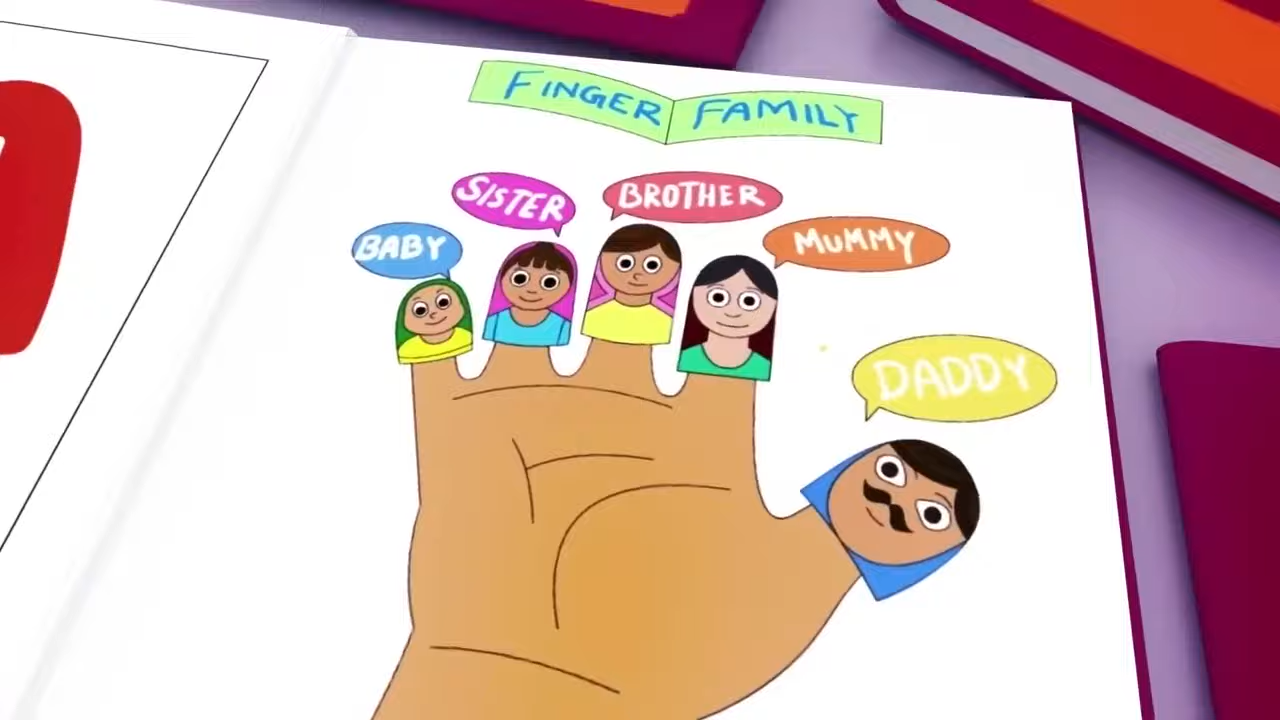 FINGER FAMILY
SISTER
BROTHER
BABY
MUMMY
DADDY